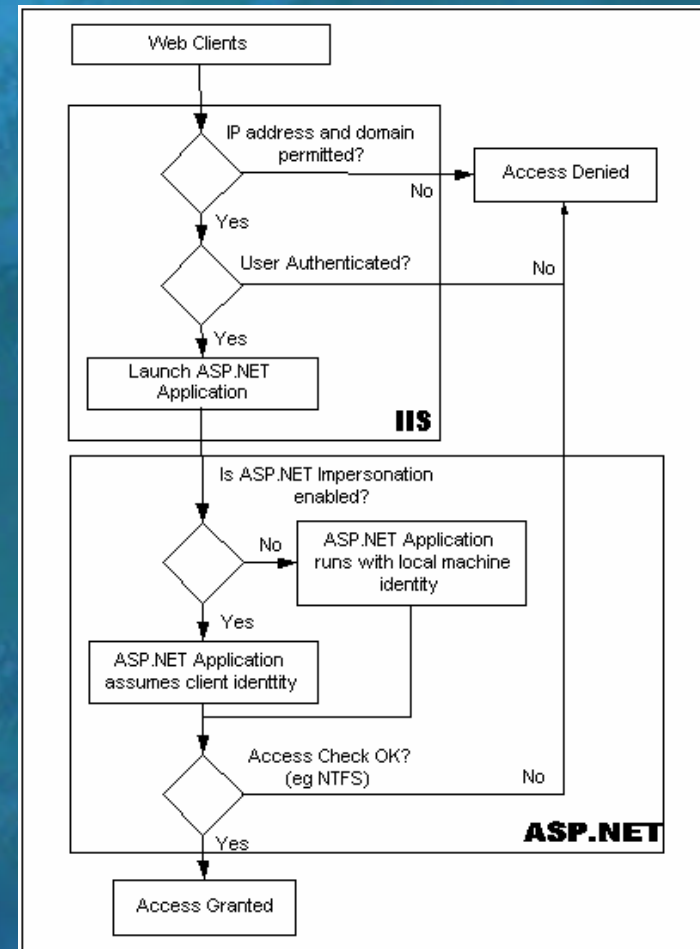 Web Clients
IP address and domain
permitted?
No
Access Denied
Yes
User Authenticated?
No
Yes
Launch ASP.NET
Application
IIS
Is ASP.NET Impersonation
enabled?
No
ASP.NET Application
runs with local machine
identity
Yes
ASP.NET Application
assumes client identtity
Access Check OK?
(eg NTFS)
No
ASP.NET
Yes
Access Granted